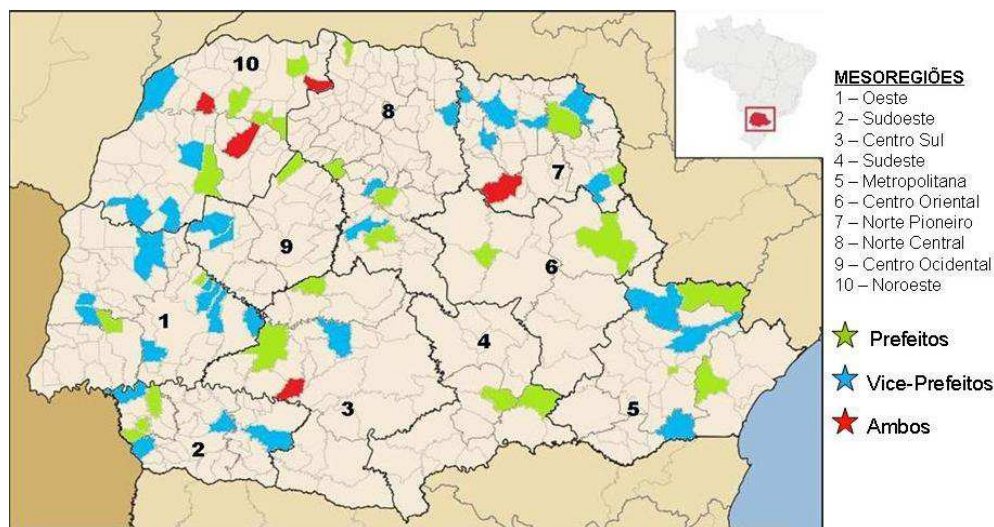 MESOREGIÕES
1 – Oeste
2 – Sudoeste
3 – Centro Sul
4 – Sudeste
5 – Metropolitana
6 – Centro Oriental
7 – Norte Pioneiro
8 – Norte Central
9 – Centro Ocidental
10 – Noroeste
Prefeitos
Vice-Prefeitos
Ambos
10
8
7
9
6
1
4
3
5
2